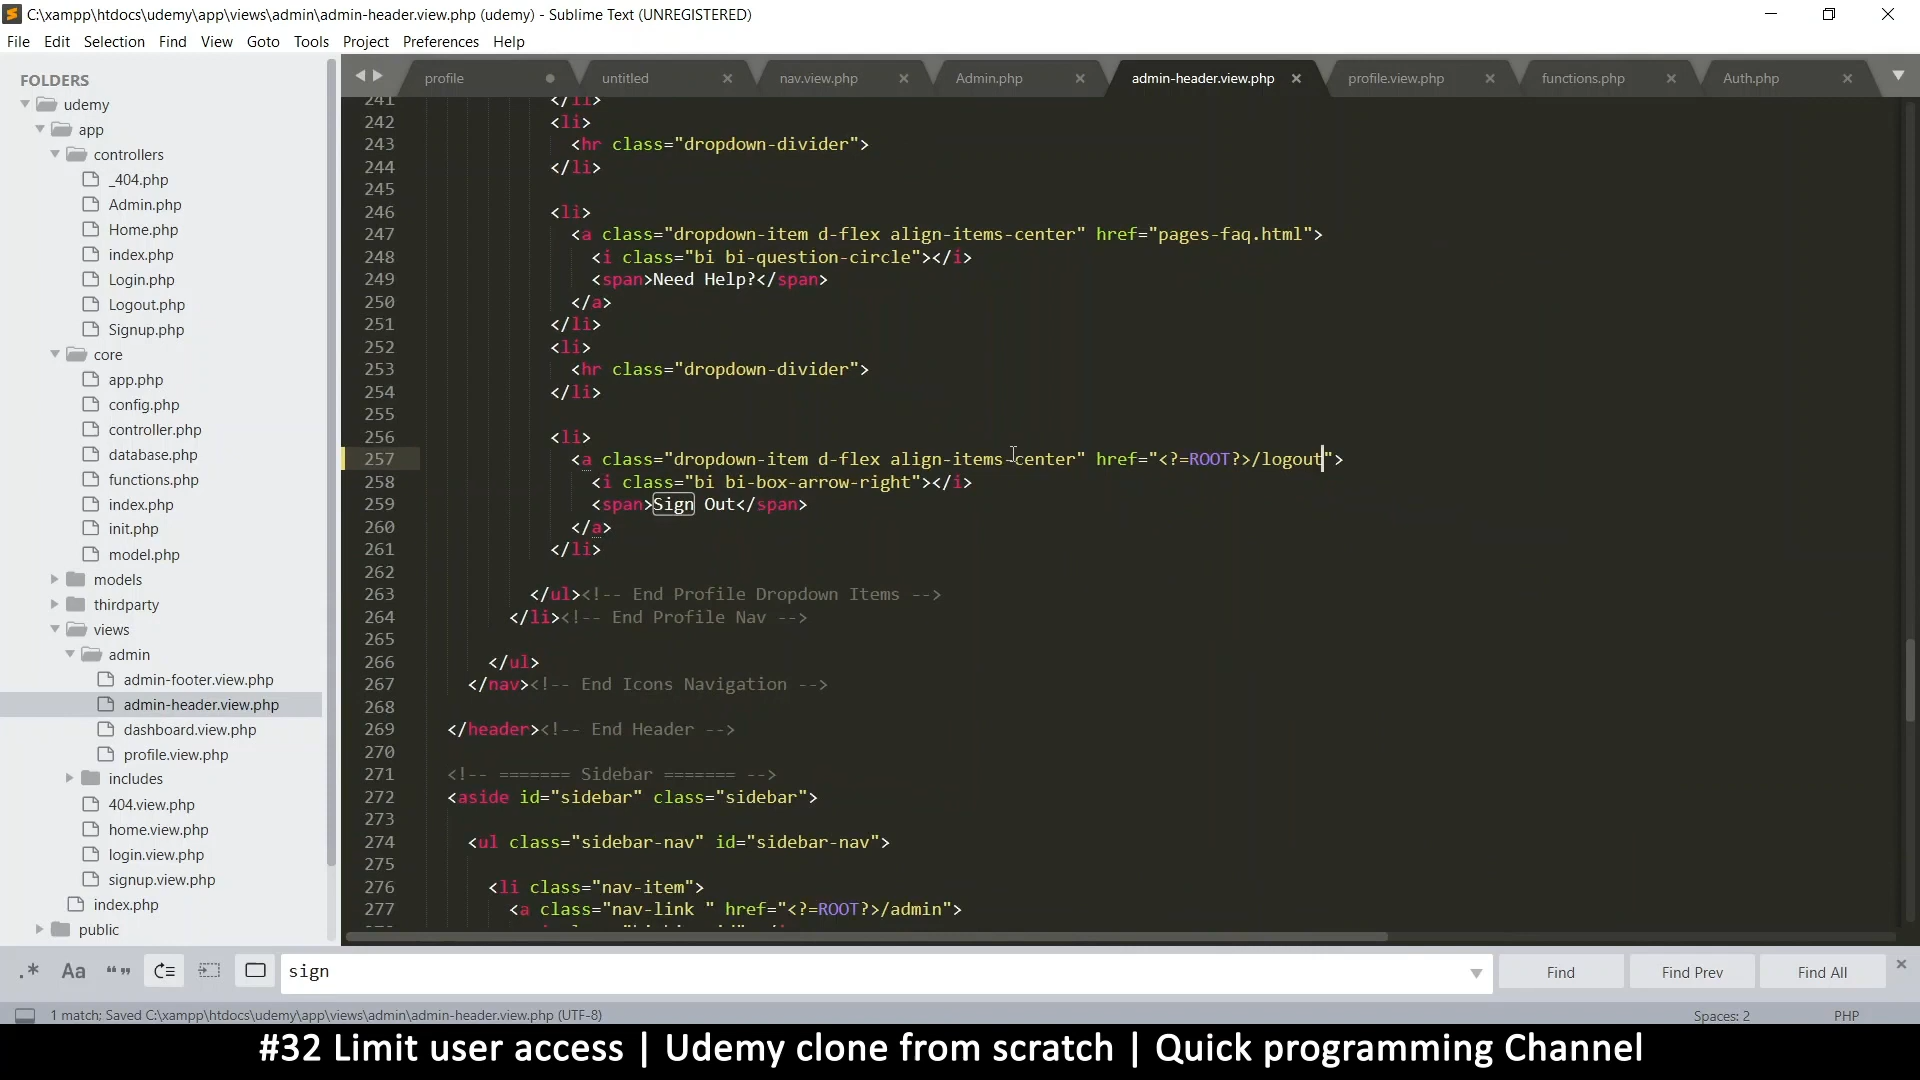 C:\xampp\htdocs\udemy\app\views\admin\admin-header.view.php (udemy) - Sublime Text (UNREGISTERED)
File Edit Selection Find View Goto Tools Project Preferences Help
profile untitled nav.view.php Admin.php admin-header.view.php profile.view.php functions.php Auth.php
FOLDERS
udemy
app
controllers
_404.php
Admin.php
Home.php
index.php
Login.php
Logout.php
Signup.php
core
app.php
config.php
controller.php
database.php
functions.php
index.php
init.php
model.php
models
thirdparty
views
admin
admin-footer.view.php
admin-header.view.php
dashboard.view.php
profile.view.php
includes
404.view.php
home.view.php
login.view.php
signup.view.php
index.php
public
241 </li>
242 <li>
243 <hr class="dropdown-divider">
244 </li>
245
246 <li>
247 <a class="dropdown-item d-flex align-items-center" href="pages-faq.html">
248 <i class="bi bi-question-circle"></i>
249 <span>Need Help?</span>
250 </a>
251 </li>
252 <li>
253 <hr class="dropdown-divider">
254 </li>
255
256 <li>
257 <a class="dropdown-item d-flex align-items-center" href="<?=ROOT?>/logout">
258 <i class="bi bi-box-arrow-right"></i>
259 <span>Sign Out</span>
260 </a>
261 </li>
262
263 </ul><!-- End Profile Dropdown Items -->
264 </li><!-- End Profile Nav -->
265
266 </ul>
267 </nav><!-- End Icons Navigation -->
268
269 </header><!-- End Header -->
270
271 <!-- ======= Sidebar ======= -->
272 <aside id="sidebar" class="sidebar">
273
274 <ul class="sidebar-nav" id="sidebar-nav">
275
276 <li class="nav-item">
277 <a class="nav-link " href="<?=ROOT?>/admin">
.* Aa “” sign Find Find Prev Find All
1 match; Saved C:\xampp\htdocs\udemy\app\views\admin\admin-header.view.php (UTF-8) Spaces: 2 PHP
#32 Limit user access | Udemy clone from scratch | Quick programming Channel